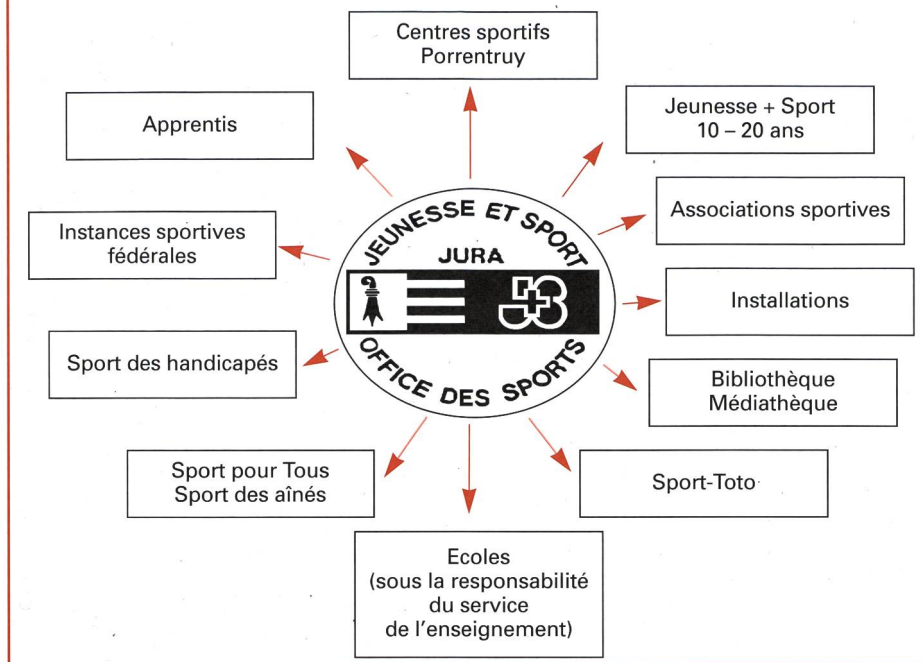 Centres sportifs
Porrentruy
Apprentis
Jeunesse + Sport
10 – 20 ans
Associations sportives
Instances sportives
fédérales
JEUNESSE ET SPORT
JURA
OFFICE DES SPORTS
Installations
Sport des handicapés
Bibliothèque
Médiathèque
Sport pour Tous
Sport des aînés
Sport-Toto
Ecoles
(sous la responsabilité
du service
de l'enseignement)